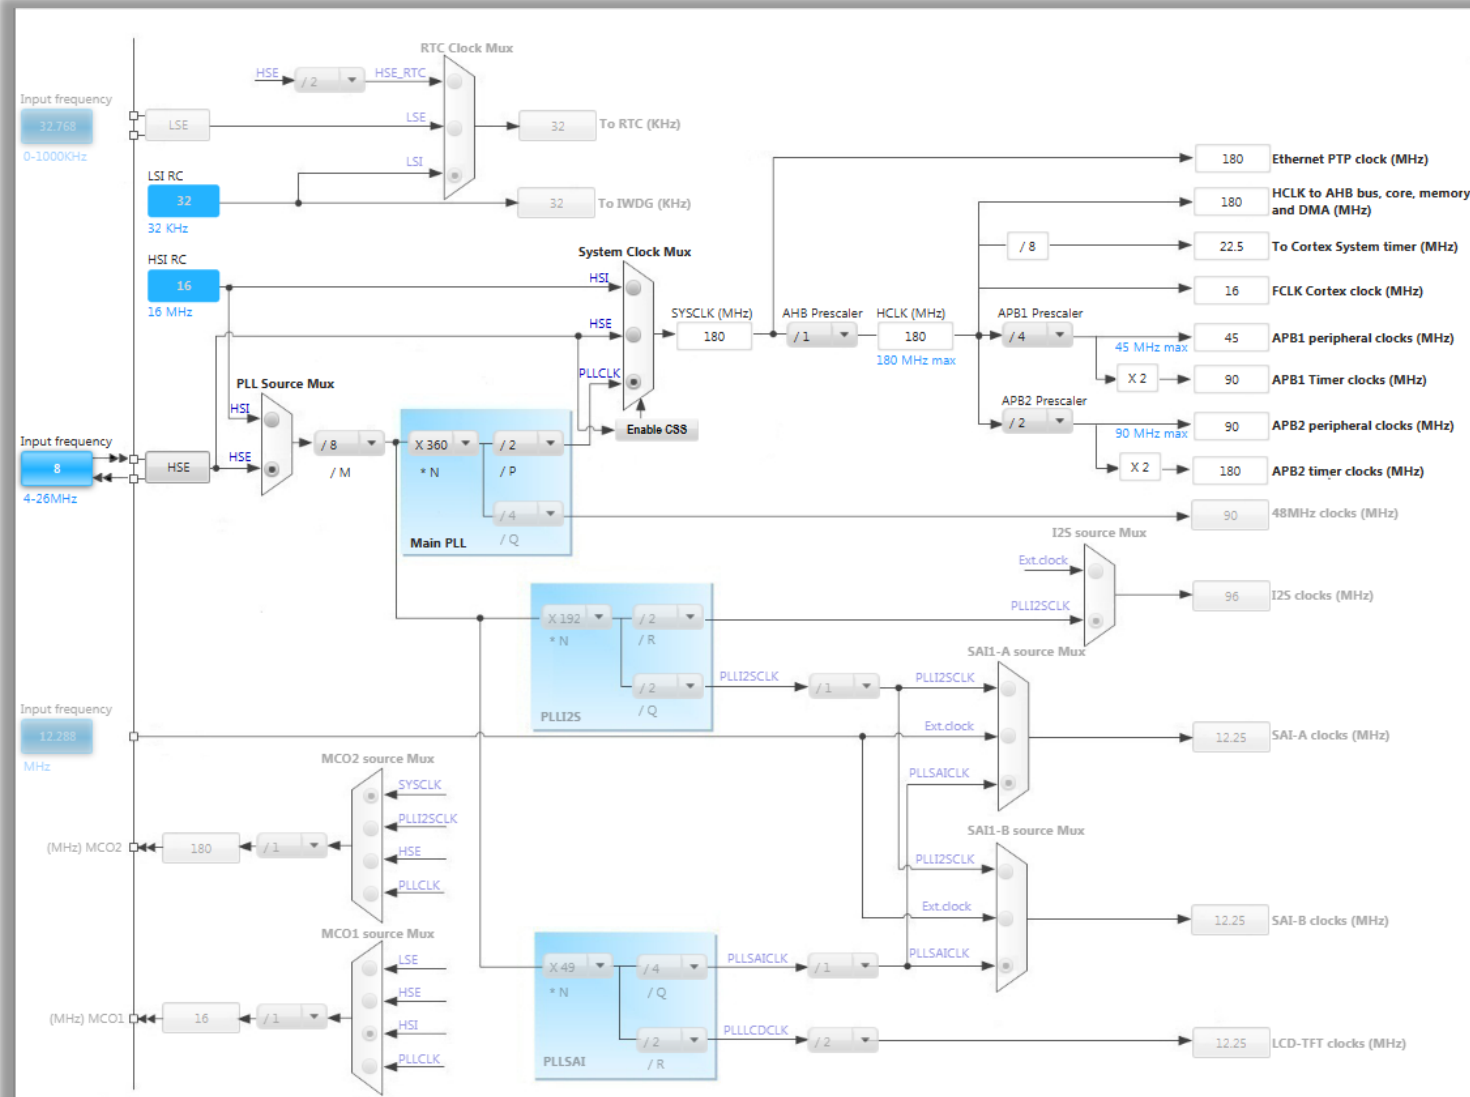 RTC Clock Mux
HSE
/ 2
HSE_RTC
Input frequency
32.768
0-1000KHz
LSE
LSE
32
To RTC (KHz)
LSI
LSI RC
32
32 KHz
32
To IWDG (KHz)
180
Ethernet PTP clock (MHz)
180
HCLK to AHB bus, core, memory
and DMA (MHz)
/ 8
22.5
To Cortex System timer (MHz)
System Clock Mux
HSI RC
16
16 MHz
HSI
16
FCLK Cortex clock (MHz)
HSE
SYSCLK (MHz)
180
AHB Prescaler
/ 1
HCLK (MHz)
180
180 MHz max
APB1 Prescaler
/ 4
45 MHz max
45
APB1 peripheral clocks (MHz)
PLLCLK
X 2
90
APB1 Timer clocks (MHz)
PLL Source Mux
HSI
Enable CSS
APB2 Prescaler
/ 2
90 MHz max
90
APB2 peripheral clocks (MHz)
X 2
180
APB2 timer clocks (MHz)
Input frequency
8
4-26MHz
HSE
HSE
/ 8
/ M
X 360
* N
/ 2
/ P
/ 4
/ Q
Main PLL
90
48MHz clocks (MHz)
I2S source Mux
Ext.clock
PLLI2SCLK
96
I2S clocks (MHz)
X 192
* N
/ 2
/ R
/ 2
/ Q
PLLI2S
PLLI2SCLK
/ 1
SAI1-A source Mux
PLLI2SCLK
Ext.clock
PLLSAICLK
12.25
SAI-A clocks (MHz)
Input frequency
12.288
MHz
MCO2 source Mux
SYSCLK
PLLI2SCLK
HSE
PLLCLK
(MHz) MCO2
180
/ 1
SAI1-B source Mux
PLLI2SCLK
Ext.clock
PLLSAICLK
12.25
SAI-B clocks (MHz)
MCO1 source Mux
LSE
HSE
HSI
PLLCLK
(MHz) MCO1
16
/ 1
X 49
* N
/ 4
/ Q
/ 2
/ R
PLLSAI
PLLSAICLK
/ 1
PLLLCDCLK
/ 2
12.25
LCD-TFT clocks (MHz)